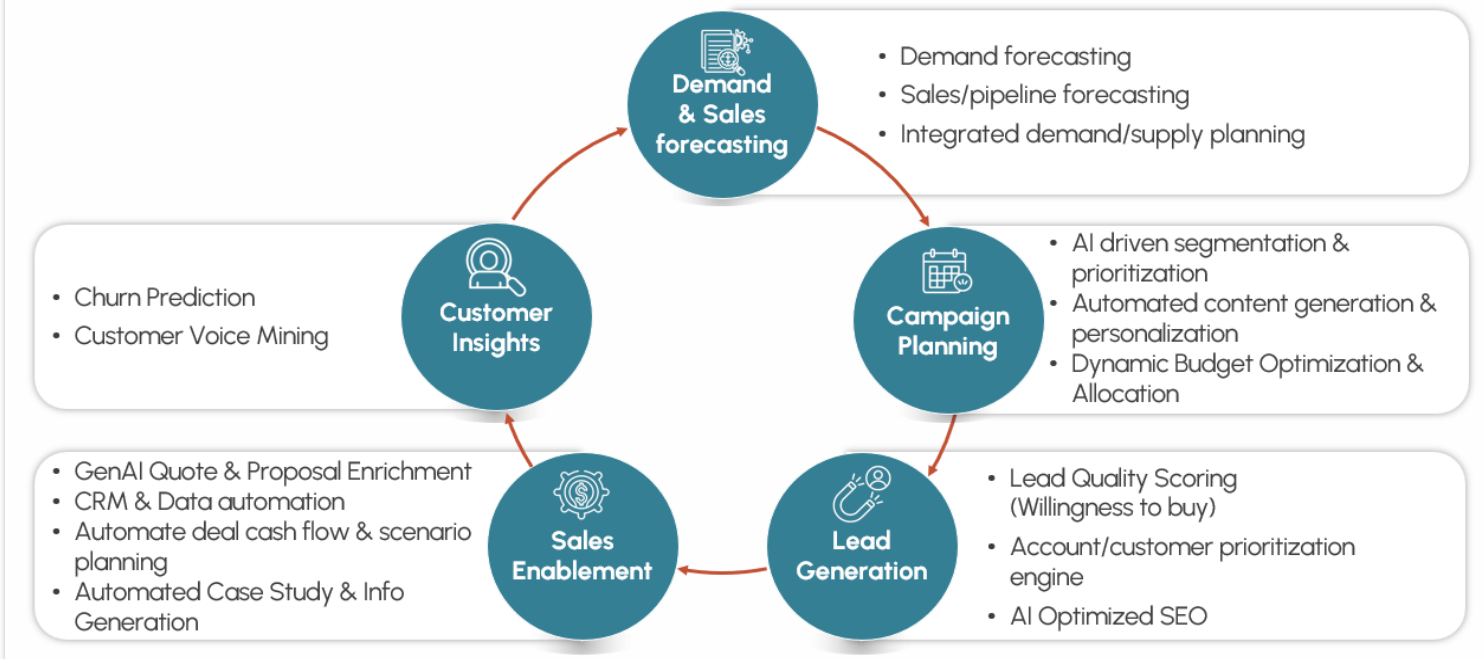 Demand
& Sales
forecasting
• Demand forecasting
• Sales/pipeline forecasting
• Integrated demand/supply planning
Campaign
Planning
• AI driven segmentation &
prioritization
• Automated content generation &
personalization
• Dynamic Budget Optimization &
Allocation
Lead
Generation
• Lead Quality Scoring
(Willingness to buy)
• Account/customer prioritization
engine
• AI Optimized SEO
Sales
Enablement
• GenAI Quote & Proposal Enrichment
• CRM & Data automation
• Automate deal cash flow & scenario
planning
• Automated Case Study & Info
Generation
Customer
Insights
• Churn Prediction
• Customer Voice Mining